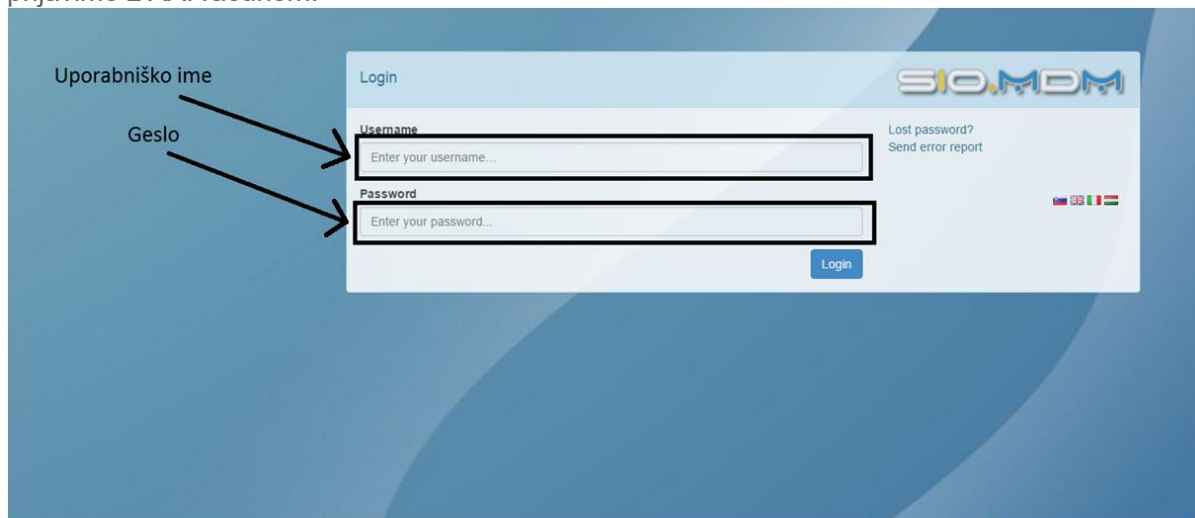 Uporabniško ime
Geslo
Login
SIO.MDM
Username
Enter your username...
Password
Enter your password...
Login
Lost password?
Send error report